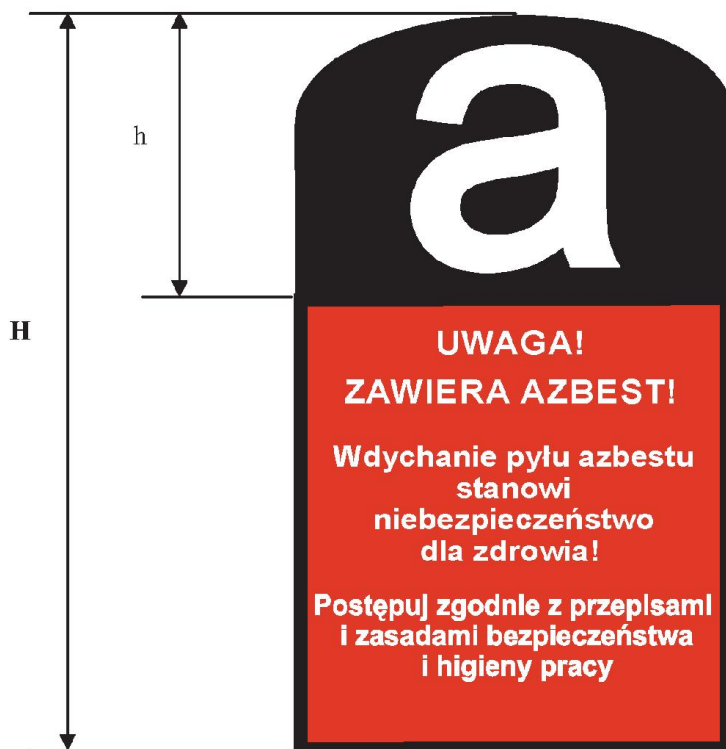 a
h
H
UWAGA!
ZAWIERA AZBEST!
Wdychanie pyłu azbestu
stanowi
niebezpieczeństwo
dla zdrowia!
Postępuj zgodnie z przepisami
i zasadami bezpieczeństwa
i higieny pracy